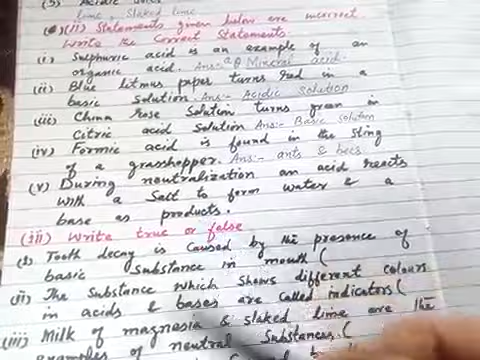 (3) Acidic
lime, Slaked lime
(ii) Statements given below are incorrect
Write the Correct Statements
(i) Sulphuric acid is an example of an
organic acid. Ans:- Mineral acid.
(ii) Blue litmus paper turns red in a
basic solution. Ans:- Acidic Solution
(iii) China rose Solution turns green in
Citric acid Solution Ans:- Basic Solution
(iv) Formic acid is found in the Sting
of a grasshopper. Ans:- ants & bees.
(v) During neutralization an acid reacts
with a Salt to form water & a
base as products.
(iii) Write true or false
(i) Tooth decay is caused by the presence of
basic Substance in mouth (
(ii) The Substance which shows different colours
in acids & bases are called indicators (
(iii) Milk of magnesia & slaked lime are the
examples of neutral Substances. (